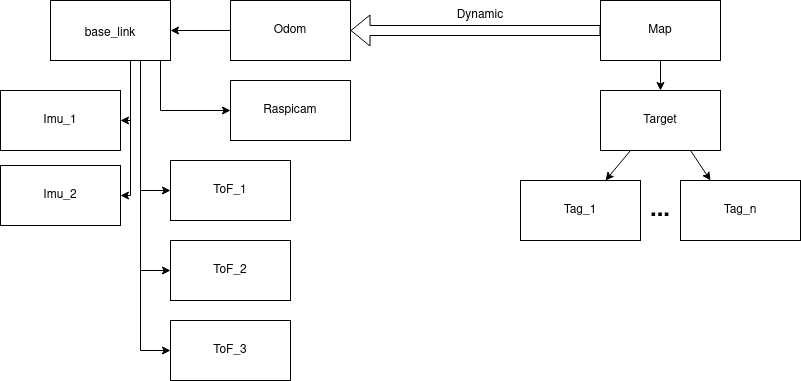 Dynamic
base_link
Odom
Map
Raspicam
Imu_1
Target
Imu_2
ToF_1
Tag_1
...
Tag_n
ToF_2
ToF_3